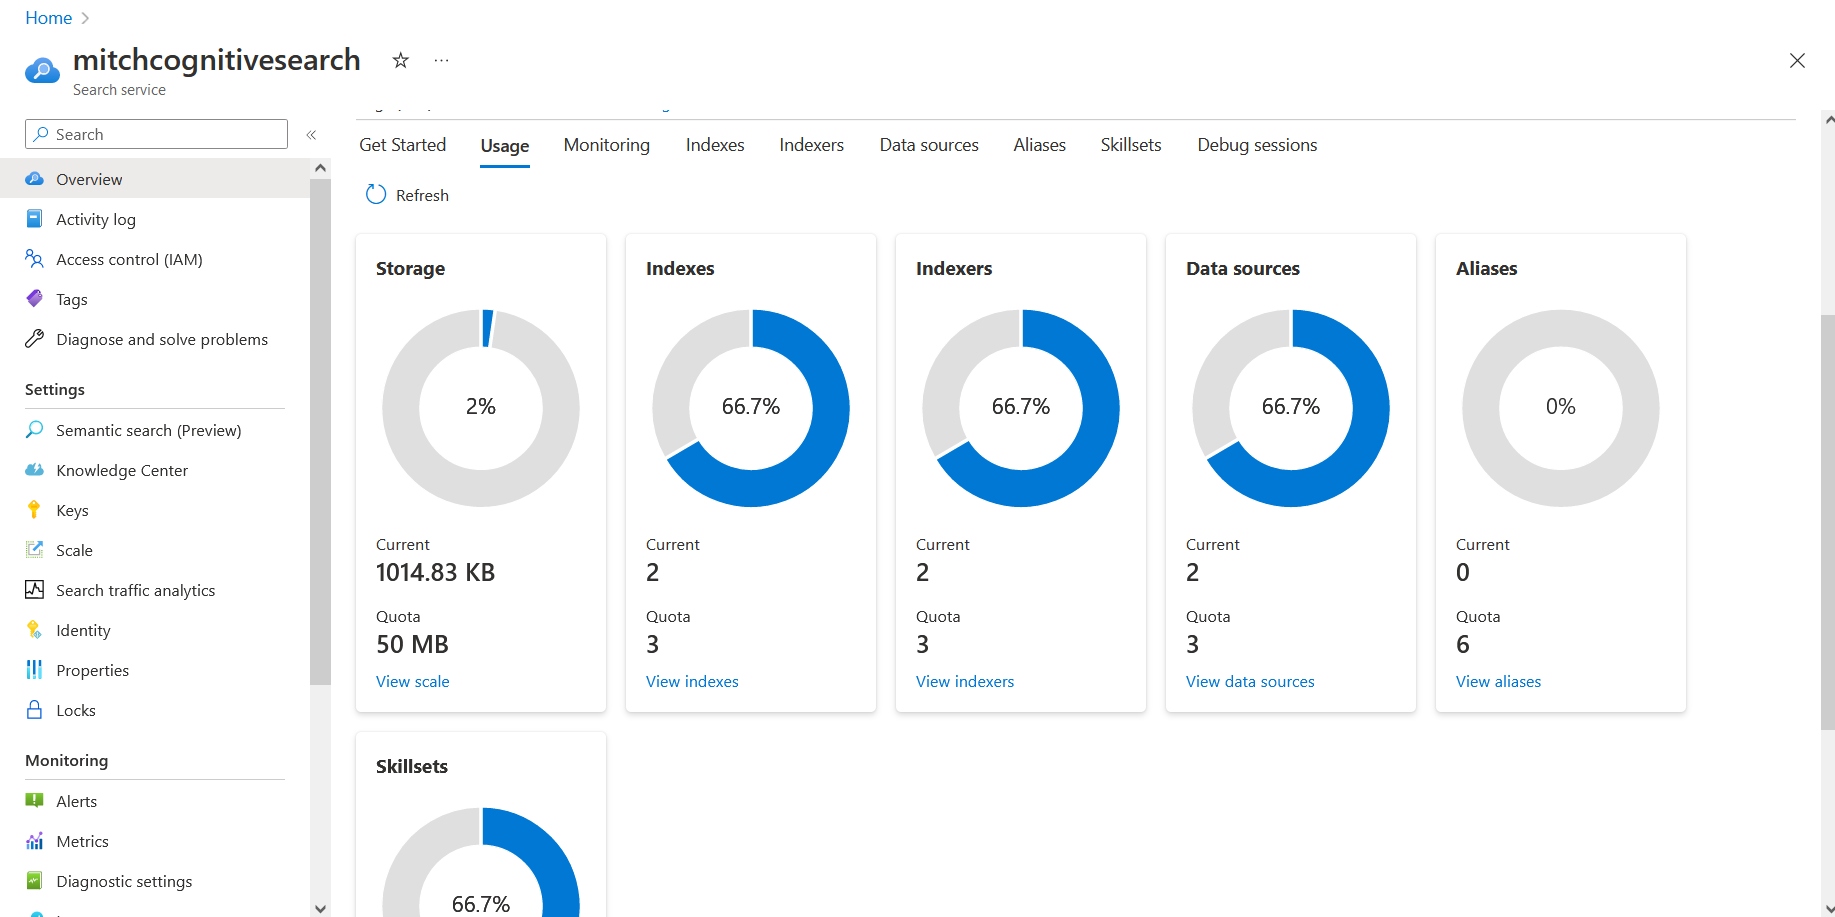 Home
mitchcognitivesearch
Search service
Search
Overview
Activity log
Access control (IAM)
Tags
Diagnose and solve problems
Settings
Semantic search (Preview)
Knowledge Center
Keys
Scale
Search traffic analytics
Identity
Properties
Locks
Monitoring
Alerts
Metrics
Diagnostic settings
Get Started Usage Monitoring Indexes Indexers Data sources Aliases Skillsets Debug sessions
Refresh
Storage
2%
Current
1014.83 KB
Quota
50 MB
View scale
Indexes
66.7%
Current
2
Quota
3
View indexes
Indexers
66.7%
Current
2
Quota
3
View indexers
Data sources
66.7%
Current
2
Quota
3
View data sources
Aliases
0%
Current
0
Quota
6
View aliases
Skillsets
66.7%